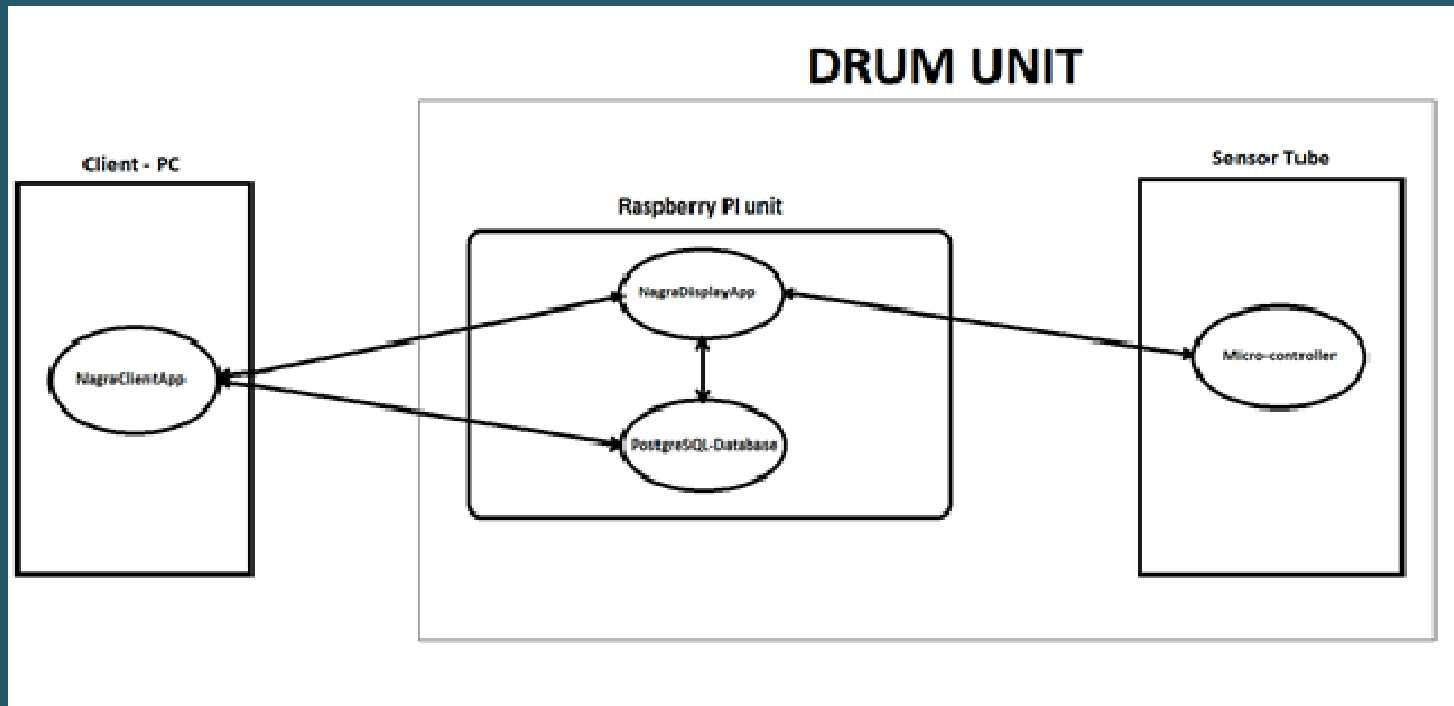 DRUM UNIT
Client - PC
Sensor Tube
Raspberry PI unit
NagraDisplayApp
NagraClientApp
Micro-controller
PostgreSQL-Database